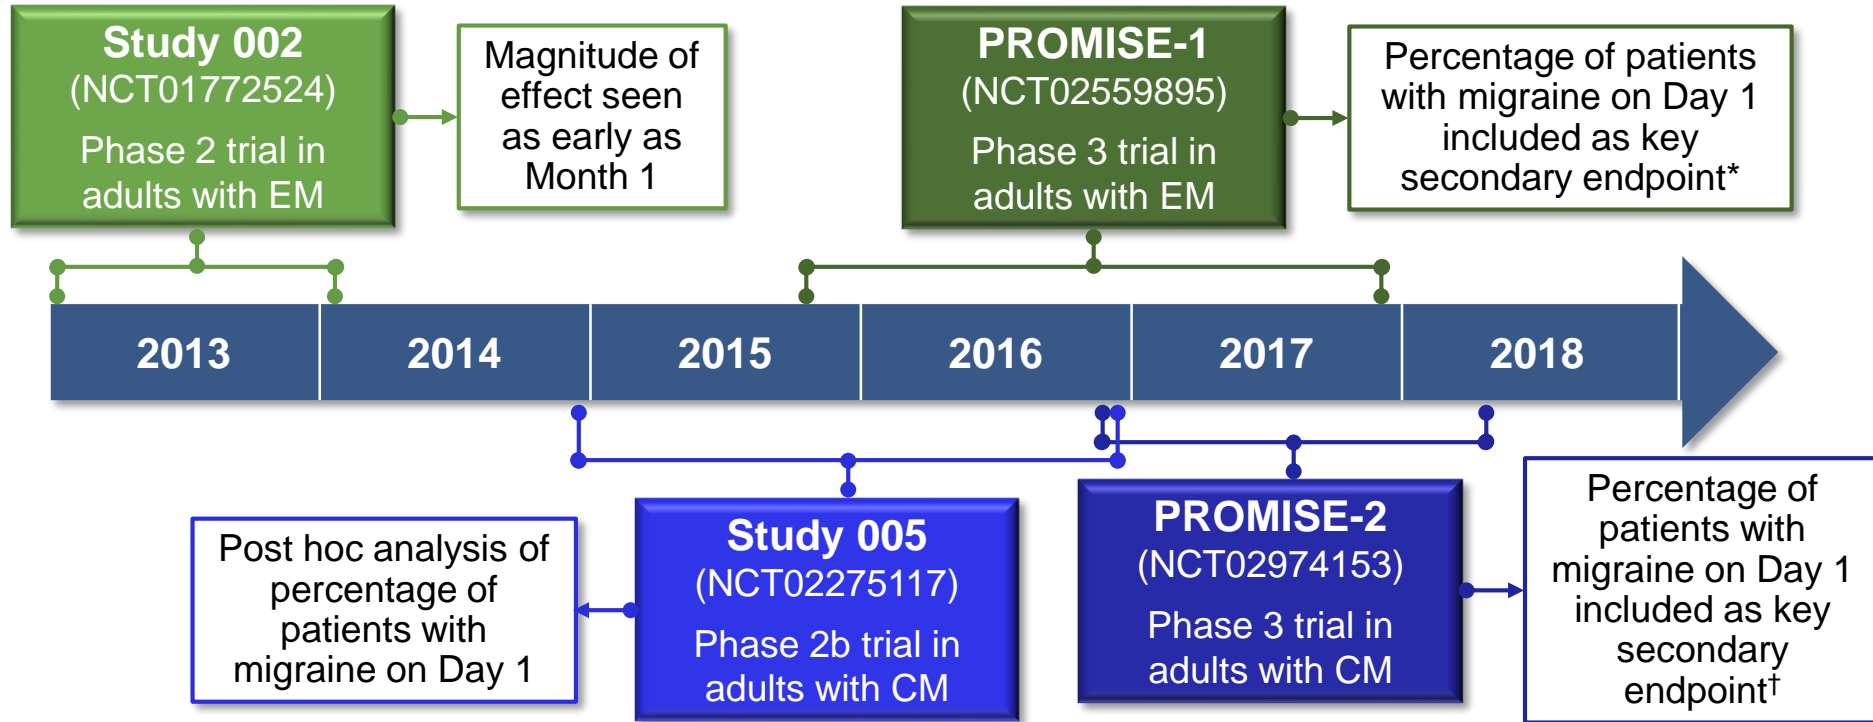 Study 002
(NCT01772524)
Phase 2 trial in
adults with EM
Magnitude of
effect seen
as early as
Month 1
PROMISE-1
(NCT02559895)
Phase 3 trial in
adults with EM
Percentage of patients
with migraine on Day 1
included as key
secondary endpoint*
2013
2014
2015
2016
2017
2018
Post hoc analysis of
percentage of
patients with
migraine on Day 1
Study 005
(NCT02275117)
Phase 2b trial in
adults with CM
PROMISE-2
(NCT02974153)
Phase 3 trial in
adults with CM
Percentage of
patients with
migraine on Day 1
included as key
secondary
endpoint†